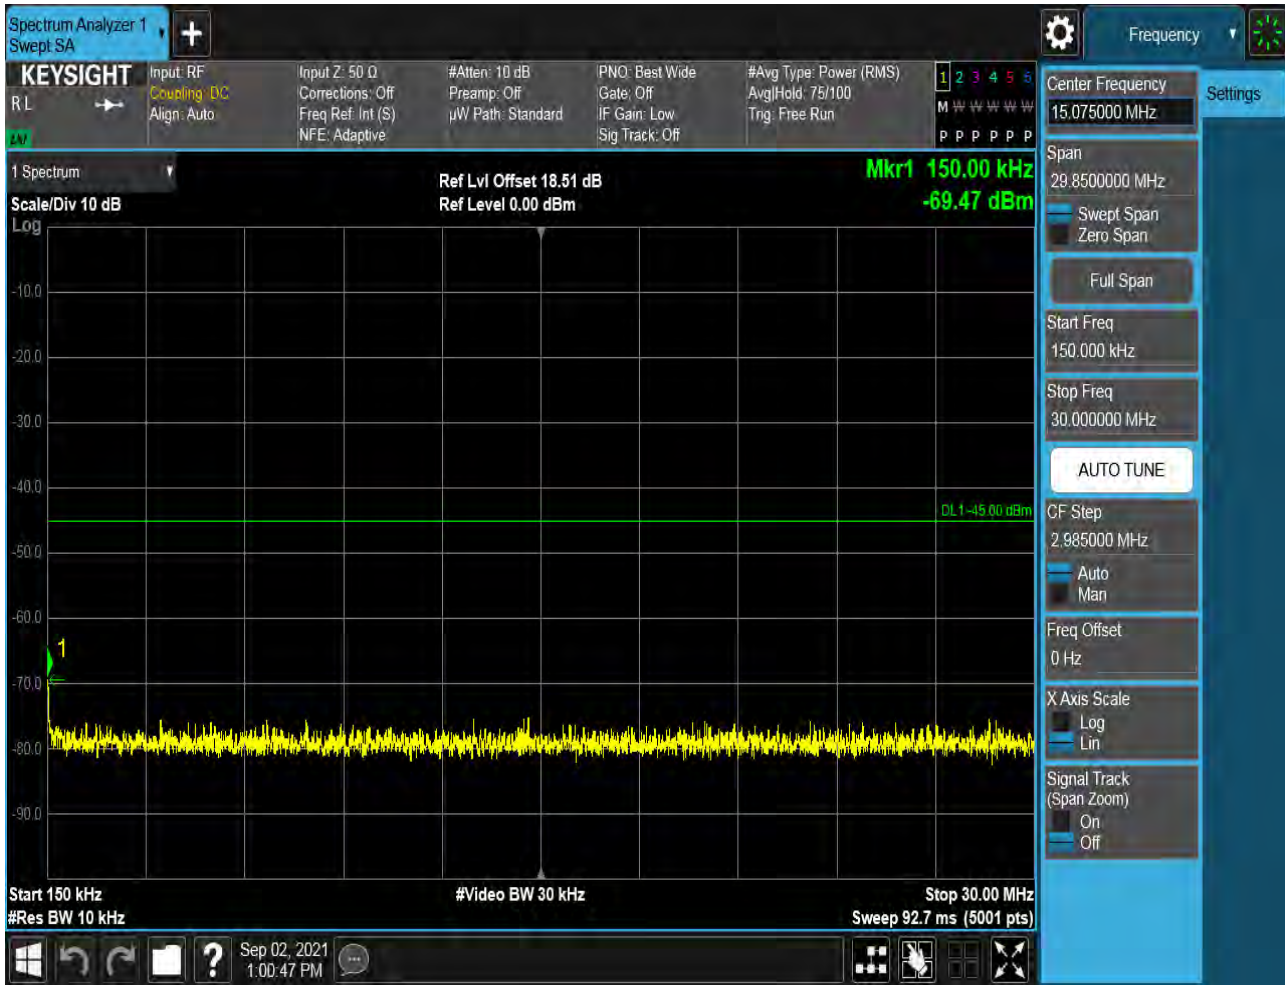 Spectrum Analyzer 1
Swept SA
+
Frequency
KEYSIGHT
R L
LXI
Input: RF
Coupling: DC
Align: Auto
Input Z: 50 Ω
Corrections: Off
Freq Ref: Int (S)
NFE: Adaptive
#Atten: 10 dB
Preamp: Off
µW Path: Standard
PNO: Best Wide
Gate: Off
IF Gain: Low
Sig Track: Off
#Avg Type: Power (RMS)
Avg|Hold: 75/100
Trig: Free Run
1 2 3 4 5 6
M W W W W W
P P P P P P
1 Spectrum
Scale/Div 10 dB
Log
Ref Lvl Offset 18.51 dB
Ref Level 0.00 dBm
Mkr1 150.00 kHz
-69.47 dBm
-10.0
-20.0
-30.0
-40.0
DL1 -45.00 dBm
-50.0
-60.0
1
-70.0
-80.0
-90.0
Start 150 kHz
#Video BW 30 kHz
Stop 30.00 MHz
#Res BW 10 kHz
Sweep 92.7 ms (5001 pts)
?
Sep 02, 2021
1:00:47 PM
Center Frequency
15.075000 MHz
Settings
Span
29.8500000 MHz
Swept Span
Zero Span
Full Span
Start Freq
150.000 kHz
Stop Freq
30.000000 MHz
AUTO TUNE
CF Step
2.985000 MHz
Auto
Man
Freq Offset
0 Hz
X Axis Scale
Log
Lin
Signal Track
(Span Zoom)
On
Off